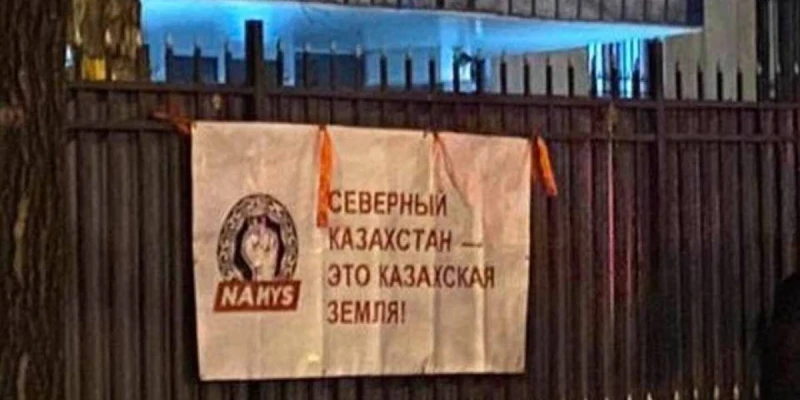 NAMYS
СЕВЕРНЫЙ
КАЗАХСТАН —
ЭТО КАЗАХСКАЯ
ЗЕМЛЯ!